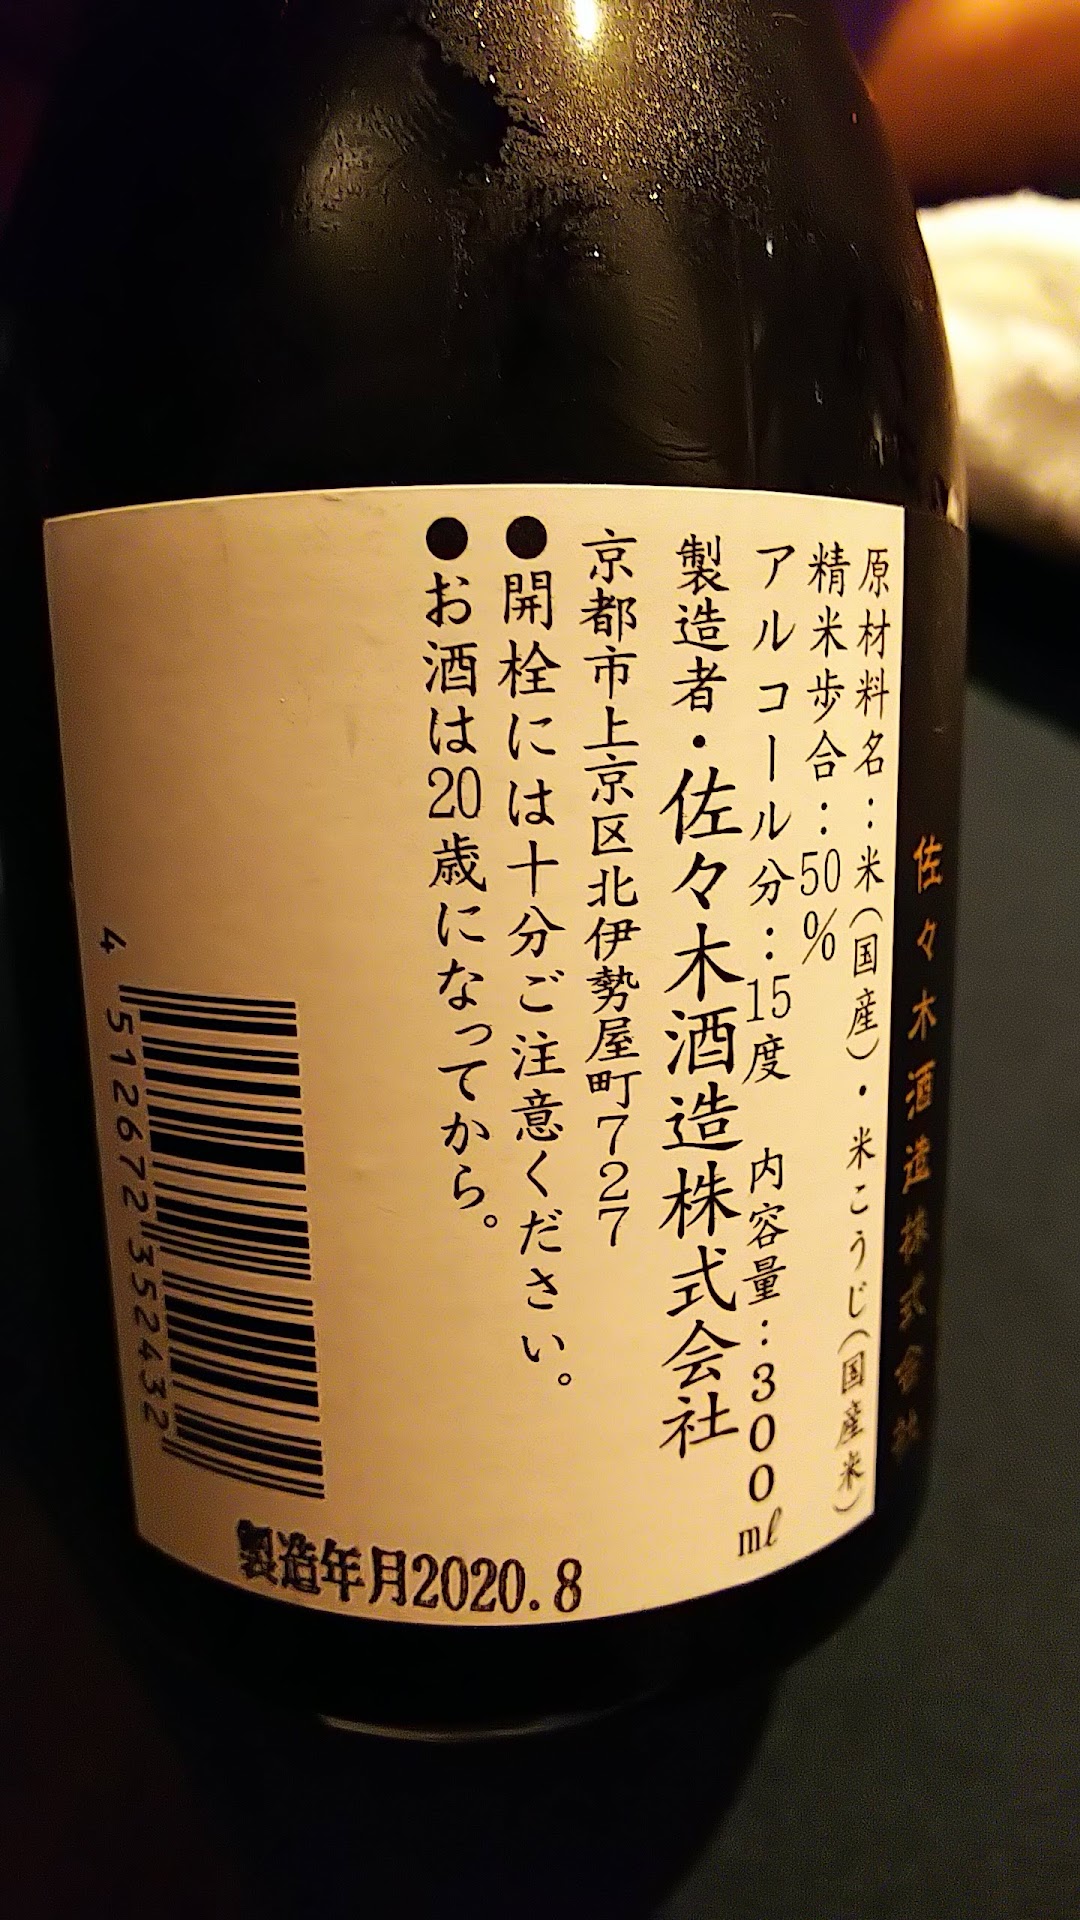 佐々木酒造株式会社
原材料名：米（国産）・米こうじ（国産米）
精米歩合：50%
アルコール分：15度 内容量：３００㎖
製造者・佐々木酒造株式会社
京都市上京区北伊勢屋町７２７
●開栓には十分ご注意ください。
●お酒は20歳になってから。
4 512672 352432
製造年月2020.8